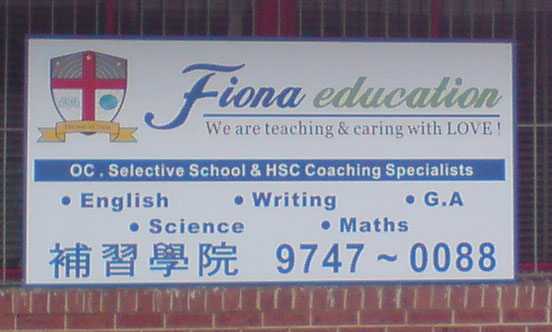 Fiona education
We are teaching & caring with LOVE !
OC . Selective School & HSC Coaching Specialists
• English • Writing • G.A
• Science • Maths
補習學院 9747~0088